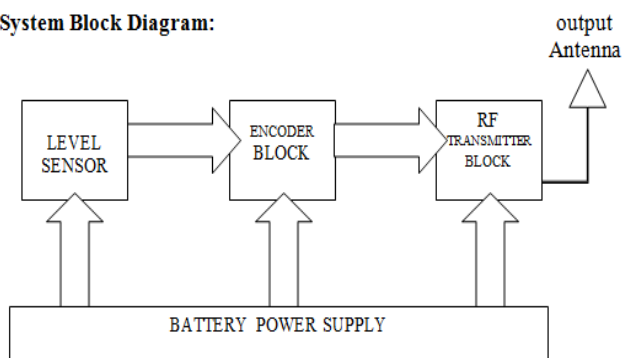 System Block Diagram:
output
Antenna
LEVEL
SENSOR
ENCODER
BLOCK
RF
TRANSMITTER
BLOCK
BATTERY POWER SUPPLY